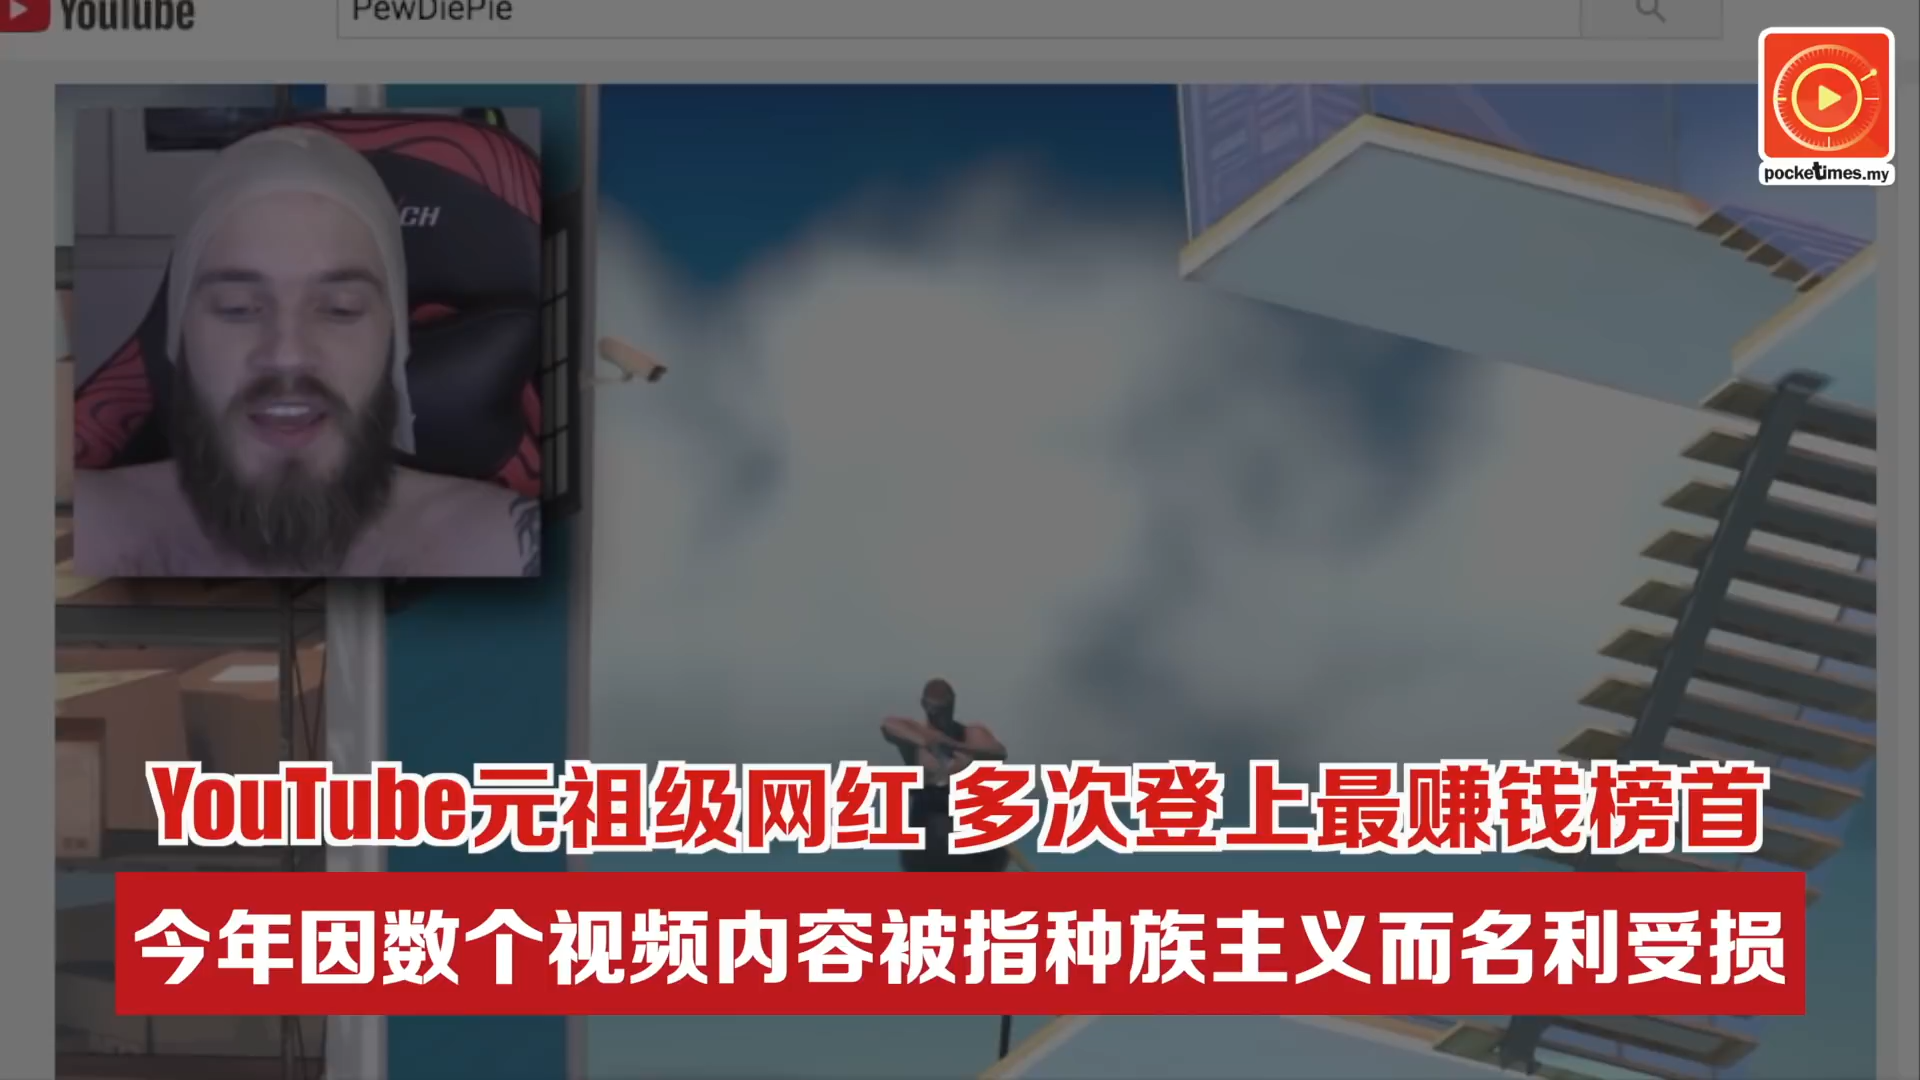 YouTube
PewDiePie
pocketimes.my
CH
YouTube元祖级网红 多次登上最赚钱榜首
今年因数个视频内容被指种族主义而名利受损